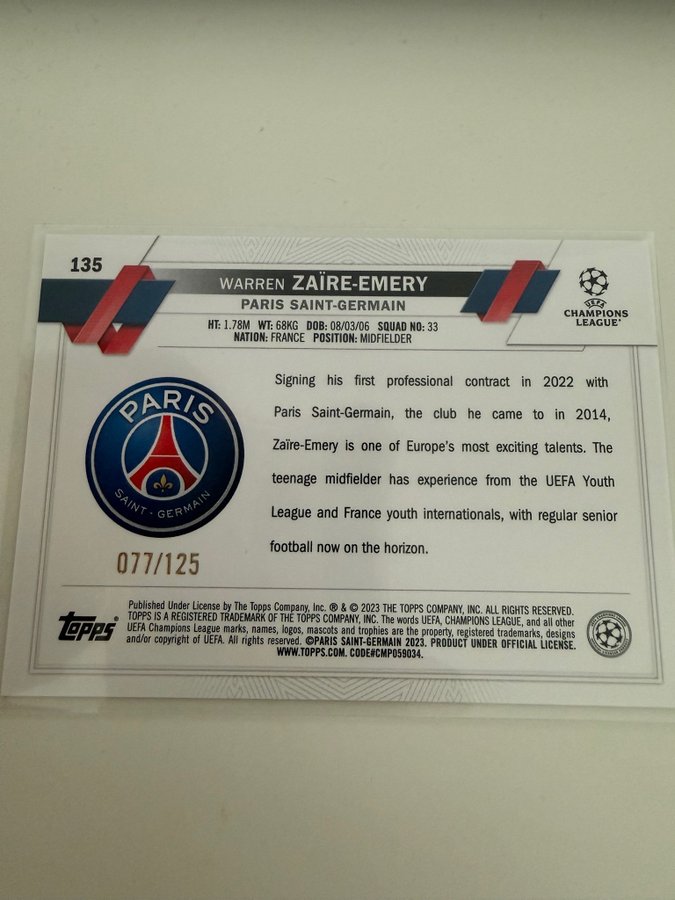 135
WARREN ZAÏRE-EMERY
PARIS SAINT-GERMAIN
HT: 1.78M WT: 68KG DOB: 08/03/06 SQUAD NO: 33
NATION: FRANCE POSITION: MIDFIELDER
UEFA
CHAMPIONS
LEAGUE®
Signing his first professional contract in 2022 with
Paris Saint-Germain, the club he came to in 2014,
Zaïre-Emery is one of Europe's most exciting talents. The
teenage midfielder has experience from the UEFA Youth
League and France youth internationals, with regular senior
football now on the horizon.
PARIS
SAINT-GERMAIN
077/125
Topps®
Published Under License by The Topps Company, Inc. ® & © 2023 THE TOPPS COMPANY, INC. ALL RIGHTS RESERVED.
TOPPS IS A REGISTERED TRADEMARK OF THE TOPPS COMPANY, INC. The words UEFA, CHAMPIONS LEAGUE, and all other
UEFA Champions League marks, names, logos, mascots and trophies are the property, registered trademarks, designs
and/or copyright of UEFA. All rights reserved. ©PARIS SAINT-GERMAIN 2023. PRODUCT UNDER OFFICIAL LICENSE.
WWW.TOPPS.COM. CODE#CMP059034.